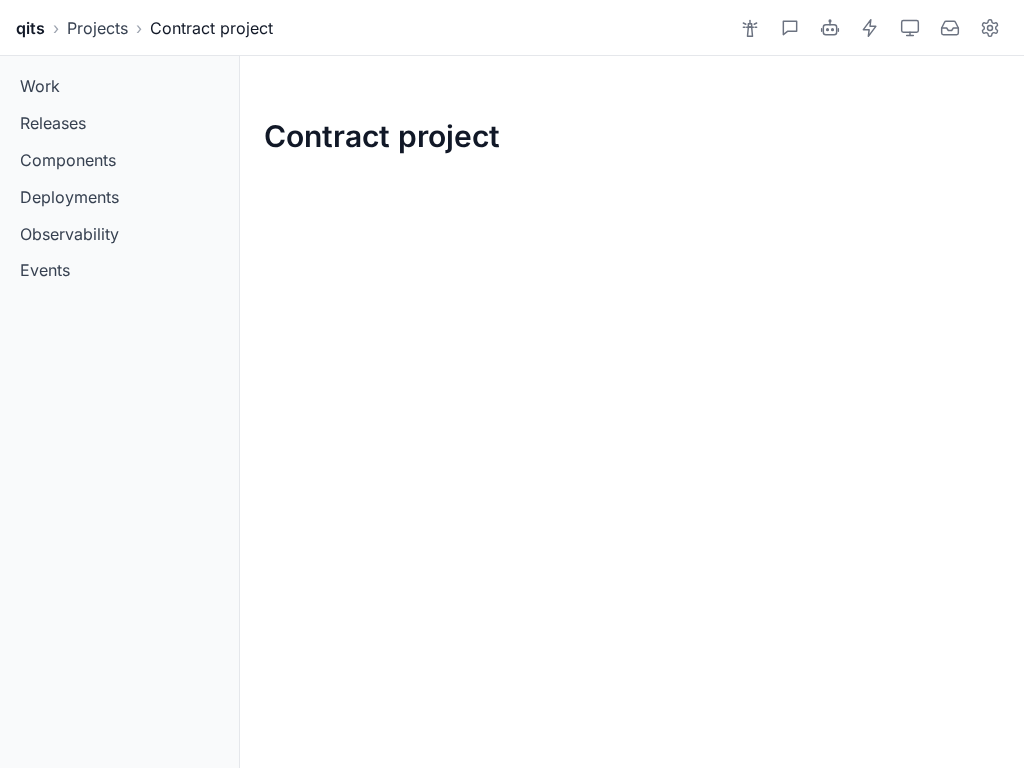 qits › Projects › Contract project
Work
Releases
Components
Deployments
Observability
Events
Contract project